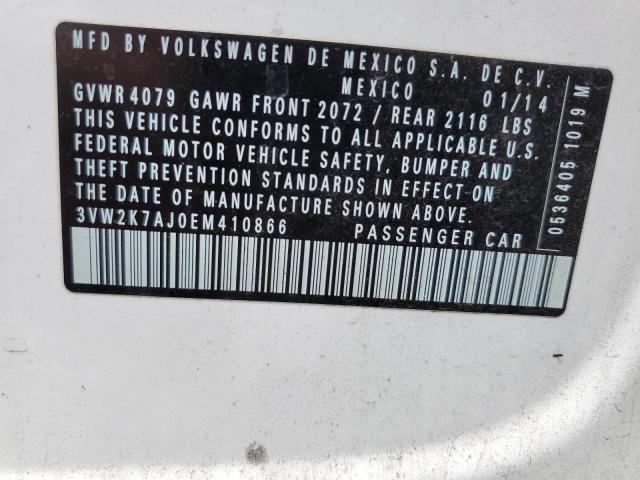 MFD BY VOLKSWAGEN DE MEXICO S.A. DE C.V.
MEXICO 01/14
GVWR 4079 GAWR FRONT 2072 / REAR 2116 LBS
THIS VEHICLE CONFORMS TO ALL APPLICABLE U.S.
FEDERAL MOTOR VEHICLE SAFETY, BUMPER AND
THEFT PREVENTION STANDARDS IN EFFECT ON
THE DATE OF MANUFACTURE SHOWN ABOVE.
3VW2K7AJ0EM410866 PASSENGER CAR
0536405 1019 M